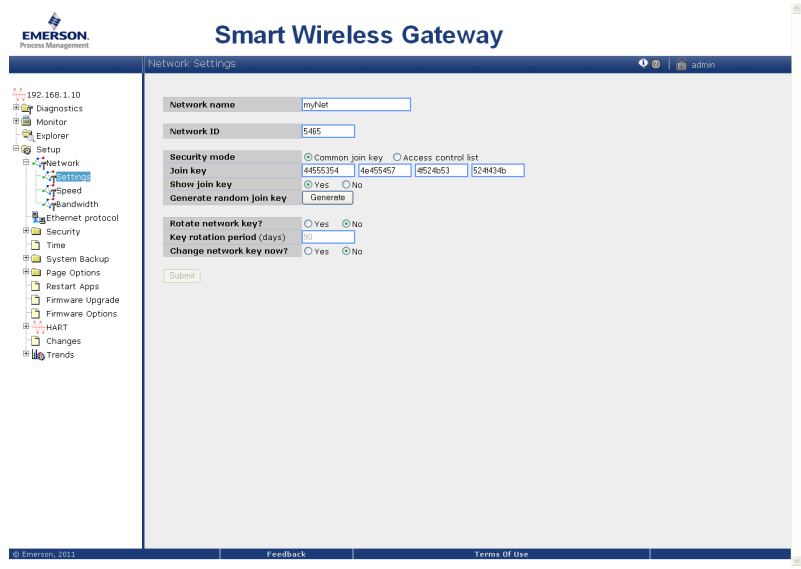 EMERSON.
Process Management
Smart Wireless Gateway
Network Settings
admin
192.168.1.10
Diagnostics
Monitor
Explorer
Setup
Network
Settings
Speed
Bandwidth
Ethernet protocol
Security
Time
System Backup
Page Options
Restart Apps
Firmware Upgrade
Firmware Options
HART
Changes
Trends
Network name myNet
Network ID 5465
Security mode Common join key Access control list
Join key 44555354 4e455457 4f524b53 524f434b
Show join key Yes No
Generate random join key Generate
Rotate network key? Yes No
Key rotation period (days) 90
Change network key now? Yes No
Submit
© Emerson, 2011 Feedback Terms Of Use